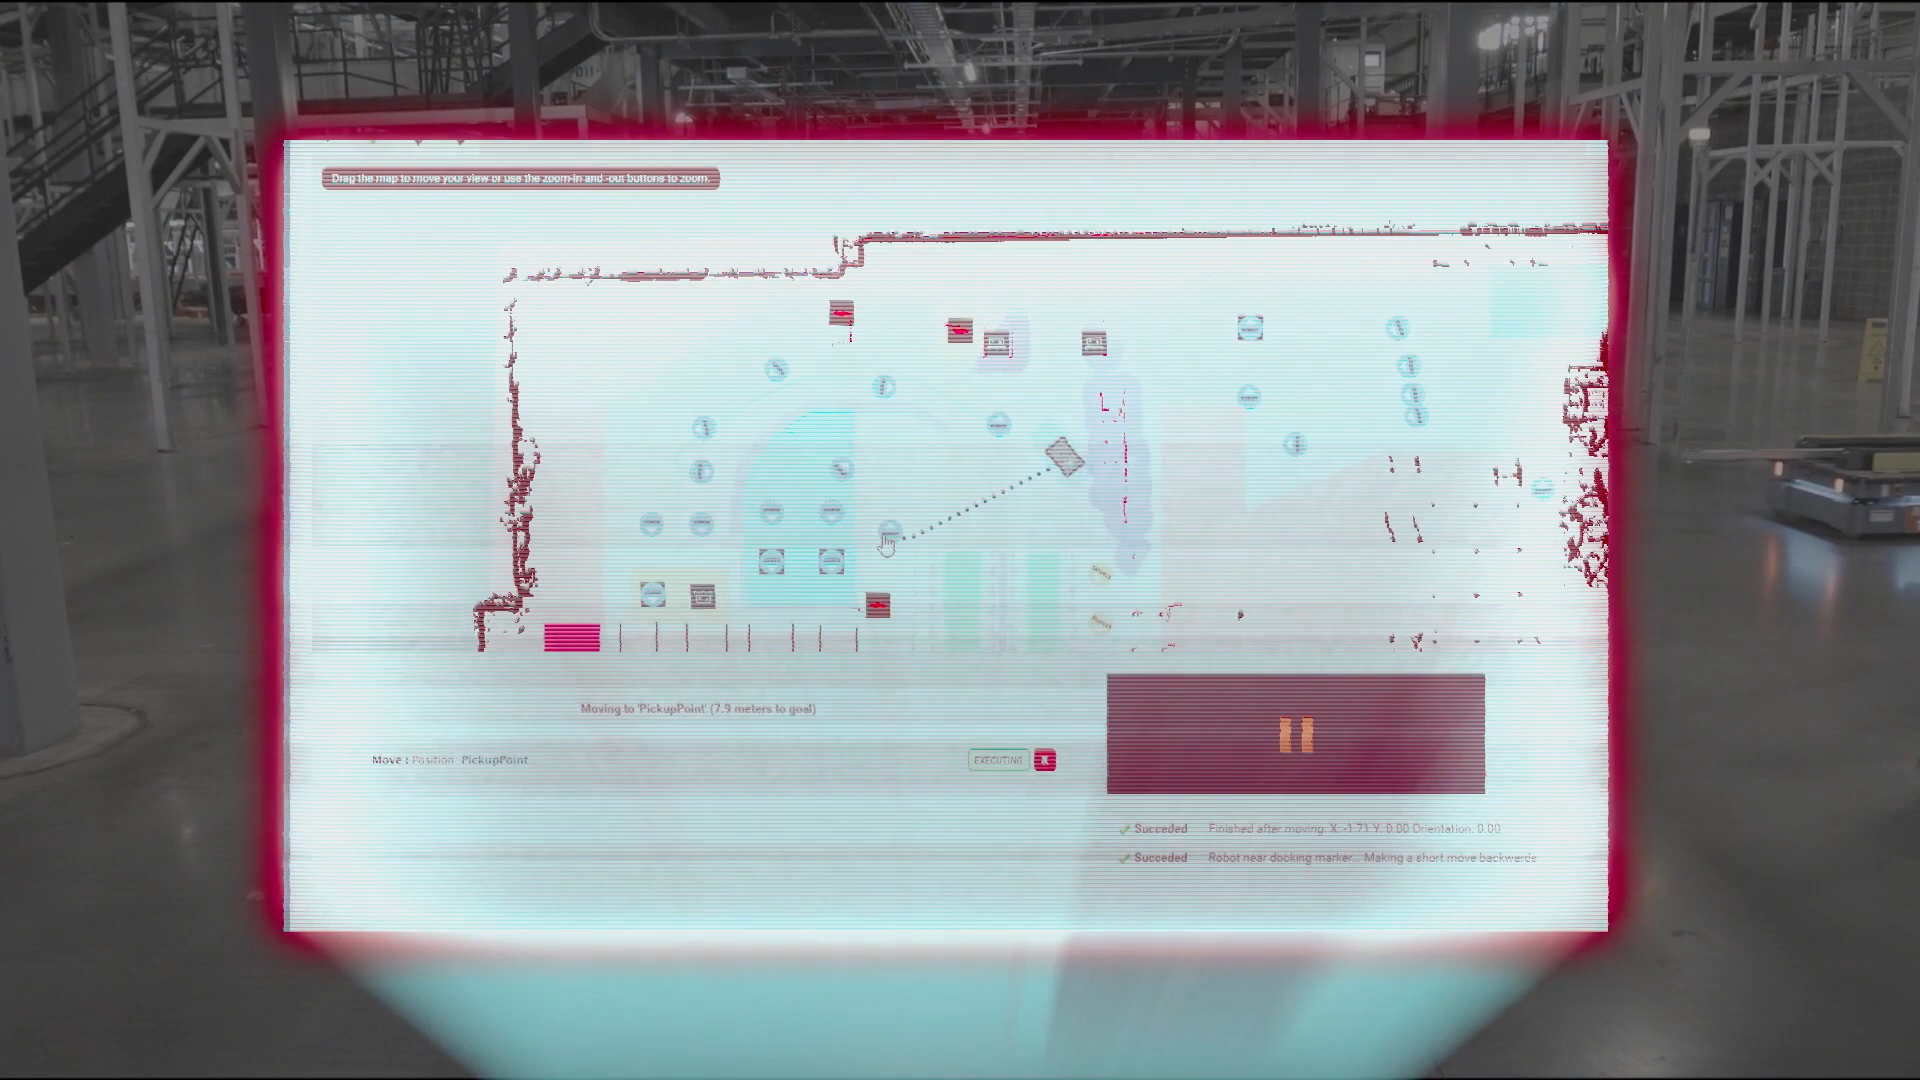 Drag the map to move your view or use the zoom-in and -out buttons to zoom.
Moving to 'PickupPoint' (7.9 meters to goal)
Move : Position: PickupPoint
EXECUTING
X
Succeded Finished after moving: X: -1.71 Y: 0.00 Orientation: 0.00
Succeded Robot near docking marker... Making a short move backwards